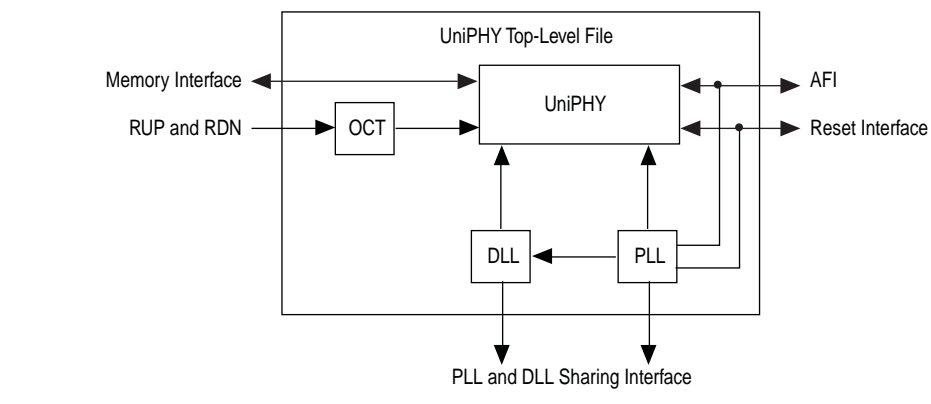 UniPHY Top-Level File
Memory Interface
UniPHY
AFI
RUP and RDN
OCT
Reset Interface
DLL
PLL
PLL and DLL Sharing Interface